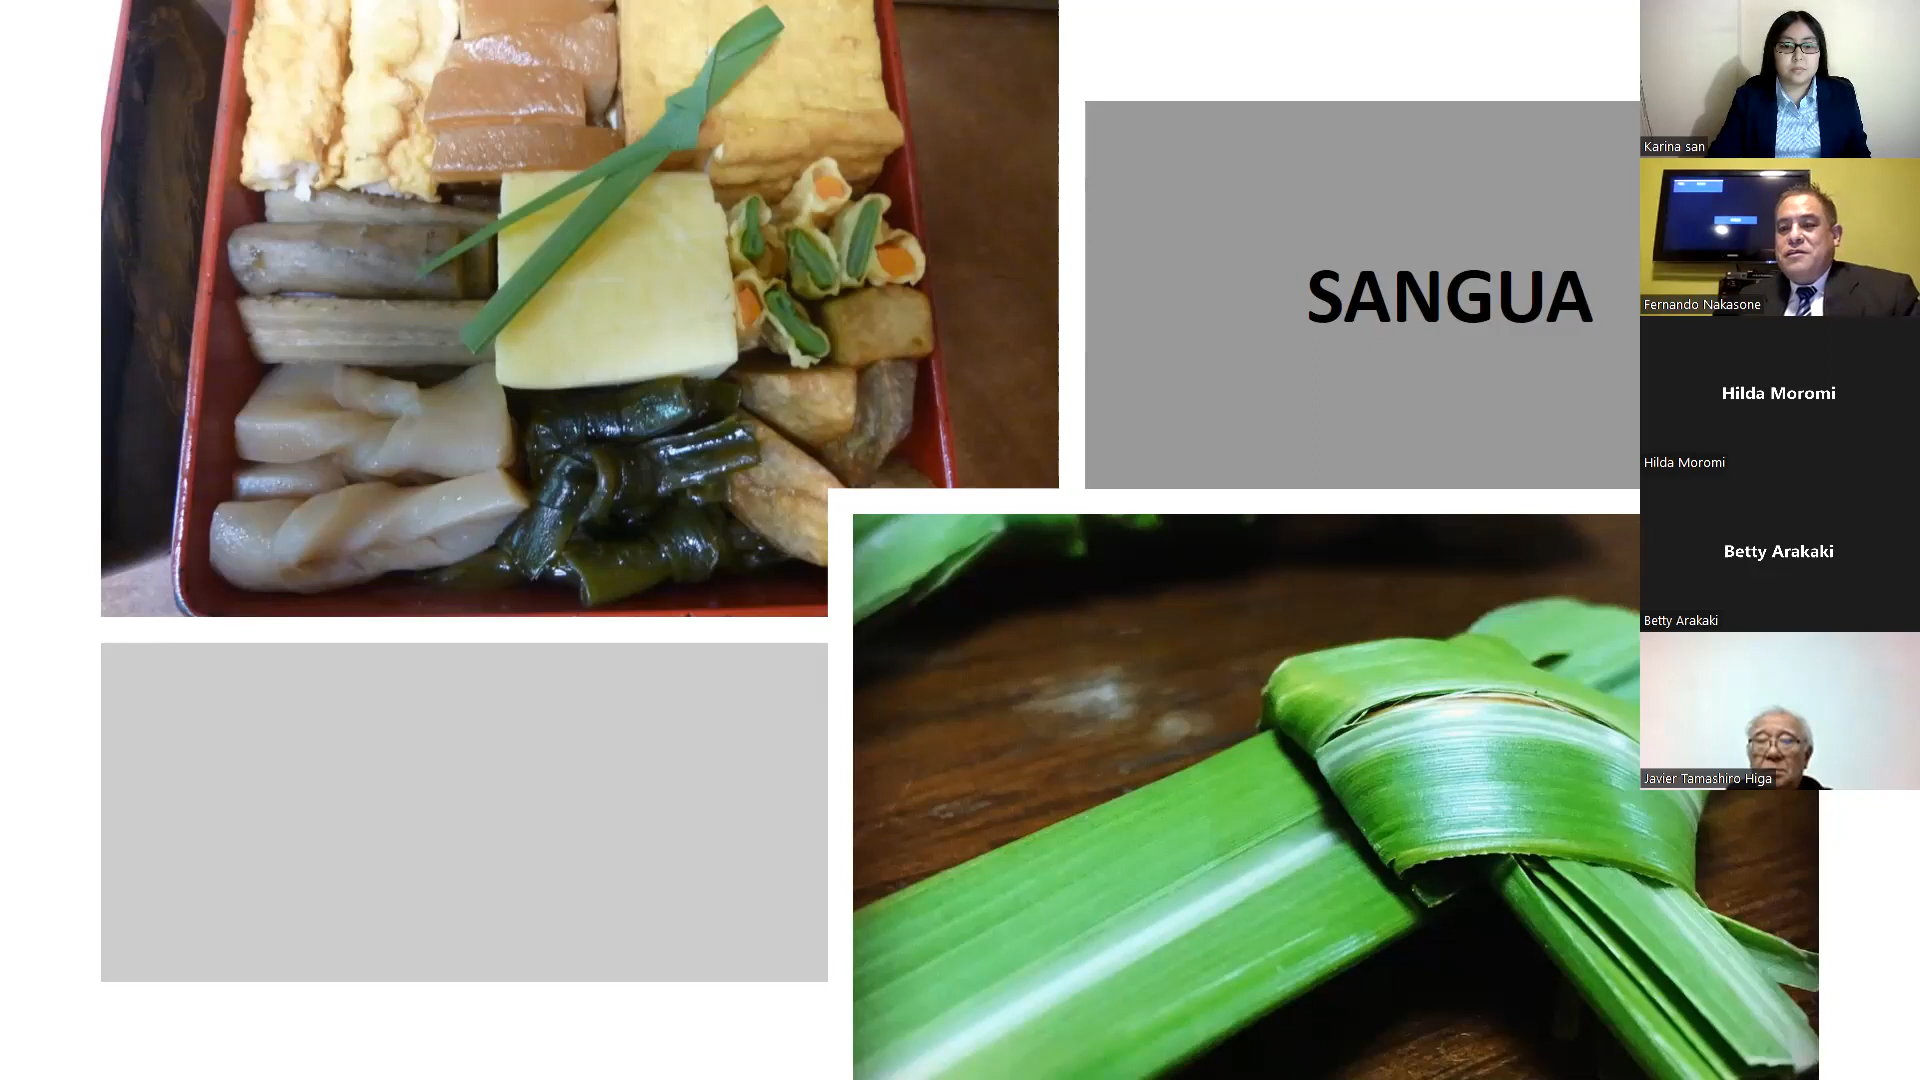 SANGUA
Karina san
Fernando Nakasone
Hilda Moromi
Hilda Moromi
Betty Arakaki
Betty Arakaki
Javier Tamashiro Higa